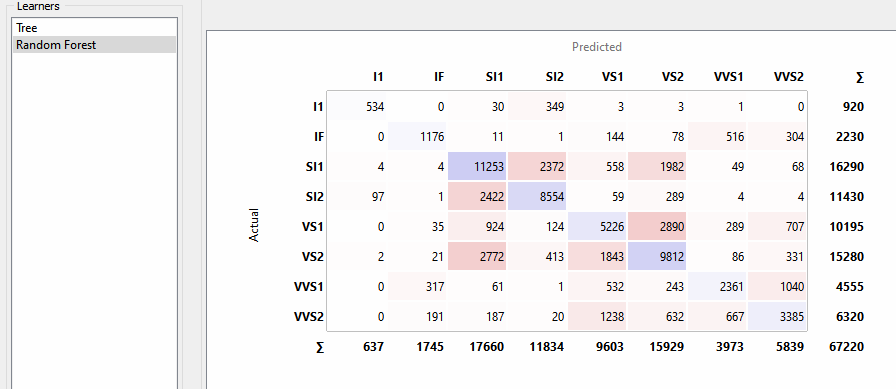 Learners
Tree
Random Forest
Predicted
I1 IF SI1 SI2 VS1 VS2 VVS1 VVS2 Σ
I1 534 0 30 349 3 3 1 0 920
IF 0 1176 11 1 144 78 516 304 2230
SI1 4 4 11253 2372 558 1982 49 68 16290
SI2 97 1 2422 8554 59 289 4 4 11430
Actual
VS1 0 35 924 124 5226 2890 289 707 10195
VS2 2 21 2772 413 1843 9812 86 331 15280
VVS1 0 317 61 1 532 243 2361 1040 4555
VVS2 0 191 187 20 1238 632 667 3385 6320
Σ 637 1745 17660 11834 9603 15929 3973 5839 67220